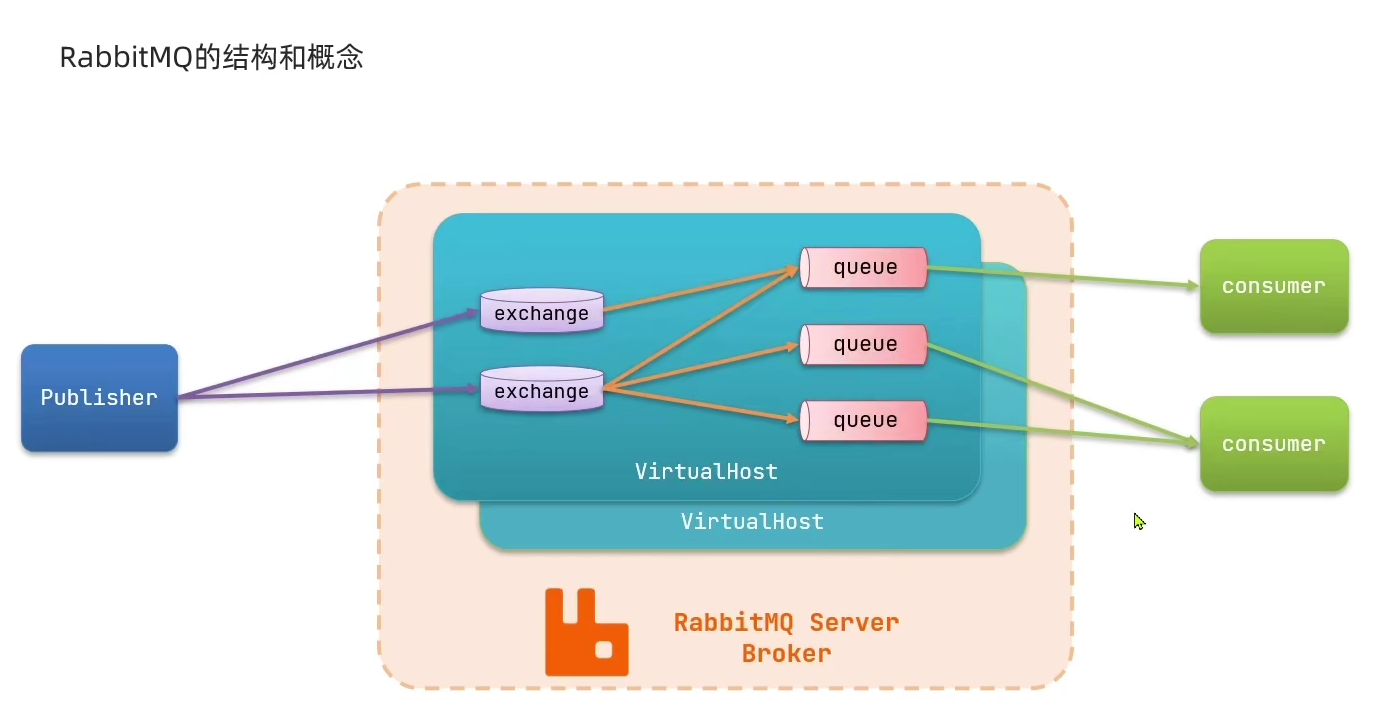 RabbitMQ的结构和概念
Publisher
exchange
exchange
queue
queue
queue
VirtualHost
VirtualHost
consumer
consumer
RabbitMQ Server
Broker